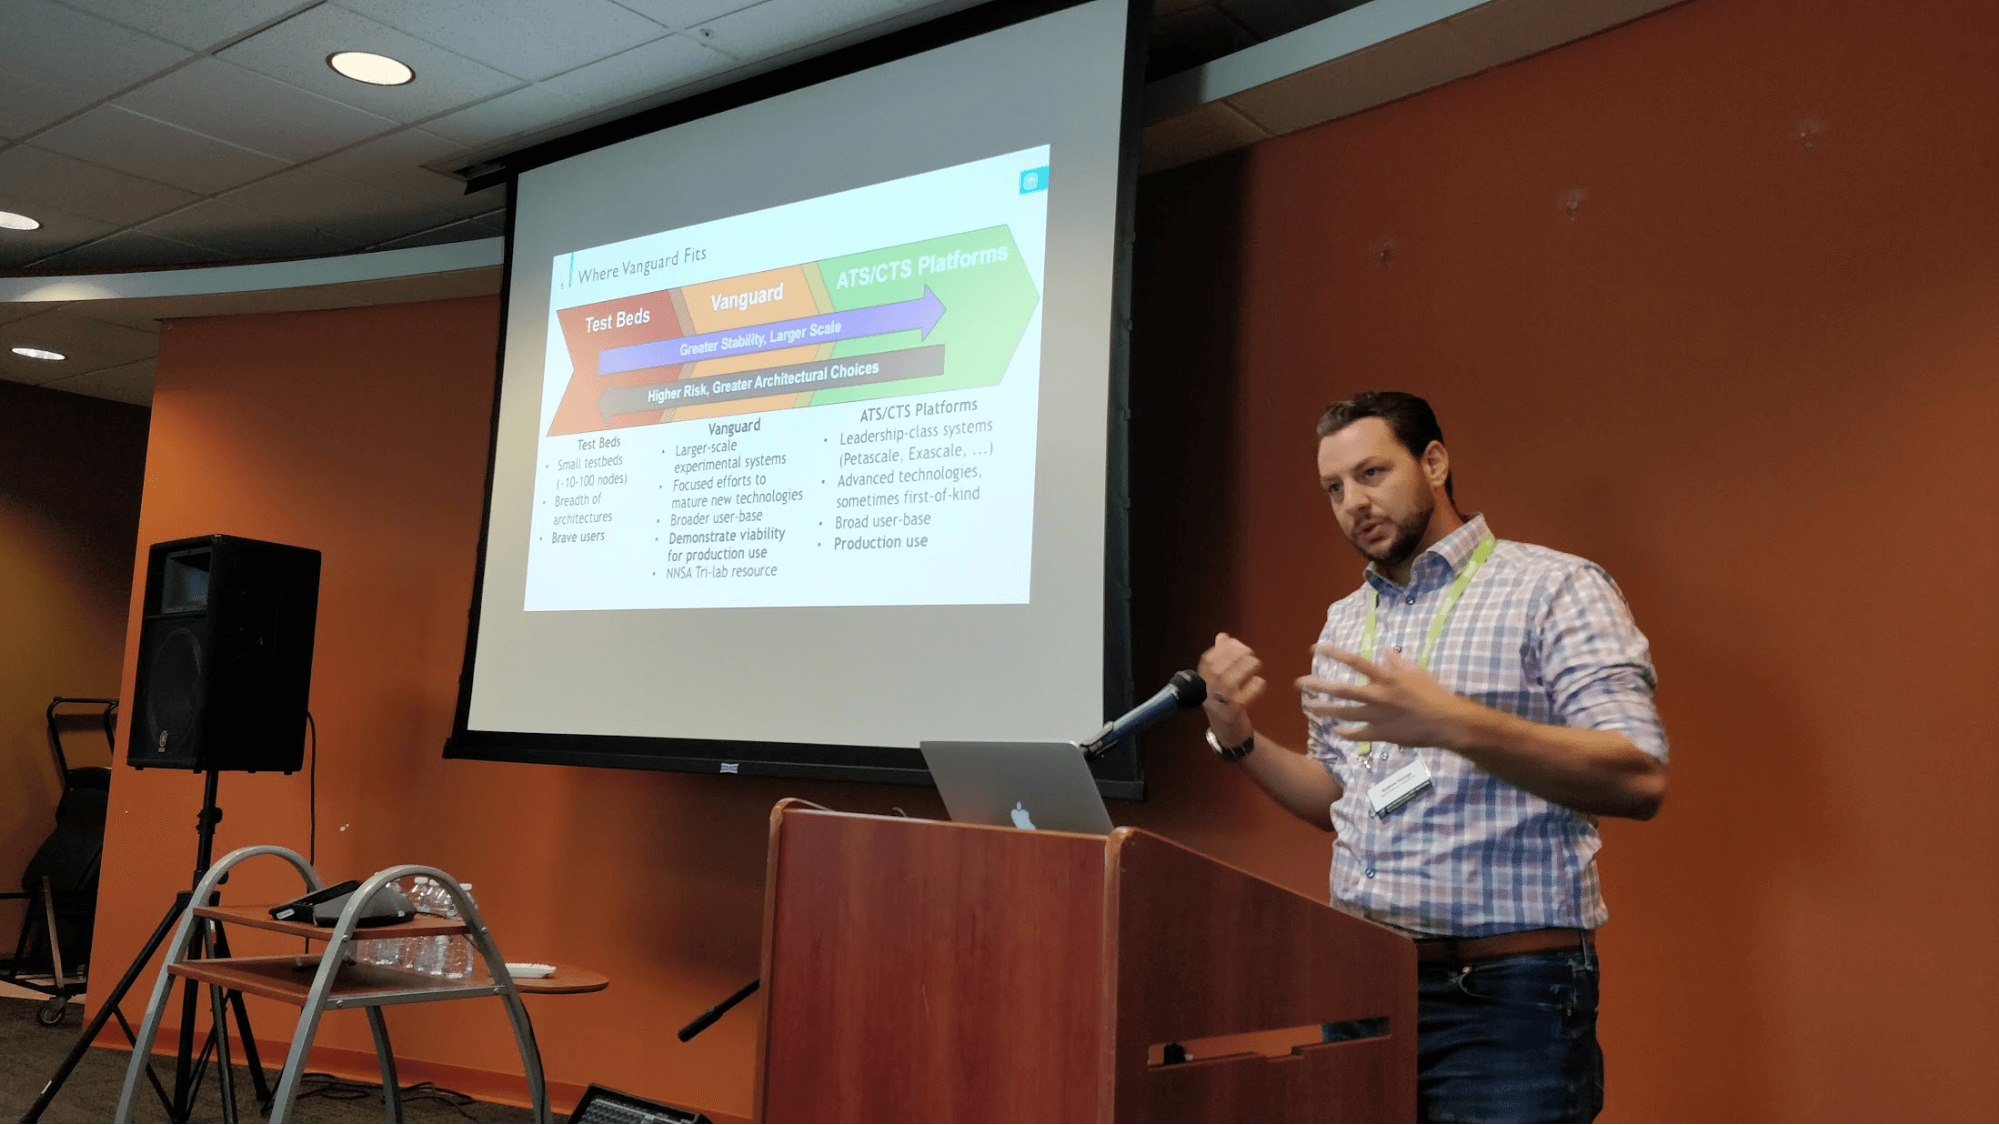 Where Vanguard Fits
Test Beds
Vanguard
ATS/CTS Platforms
Greater Stability, Larger Scale
Higher Risk, Greater Architectural Choices
Test Beds
• Small testbeds
(~10-100 nodes)
• Breadth of
architectures
• Brave users
Vanguard
• Larger-scale
experimental systems
• Focused efforts to
mature new technologies
• Broader user-base
• Demonstrate viability
for production use
• NNSA Tri-lab resource
ATS/CTS Platforms
• Leadership-class systems
(Petascale, Exascale, ...)
• Advanced technologies,
sometimes first-of-kind
• Broad user-base
• Production use
Andrew